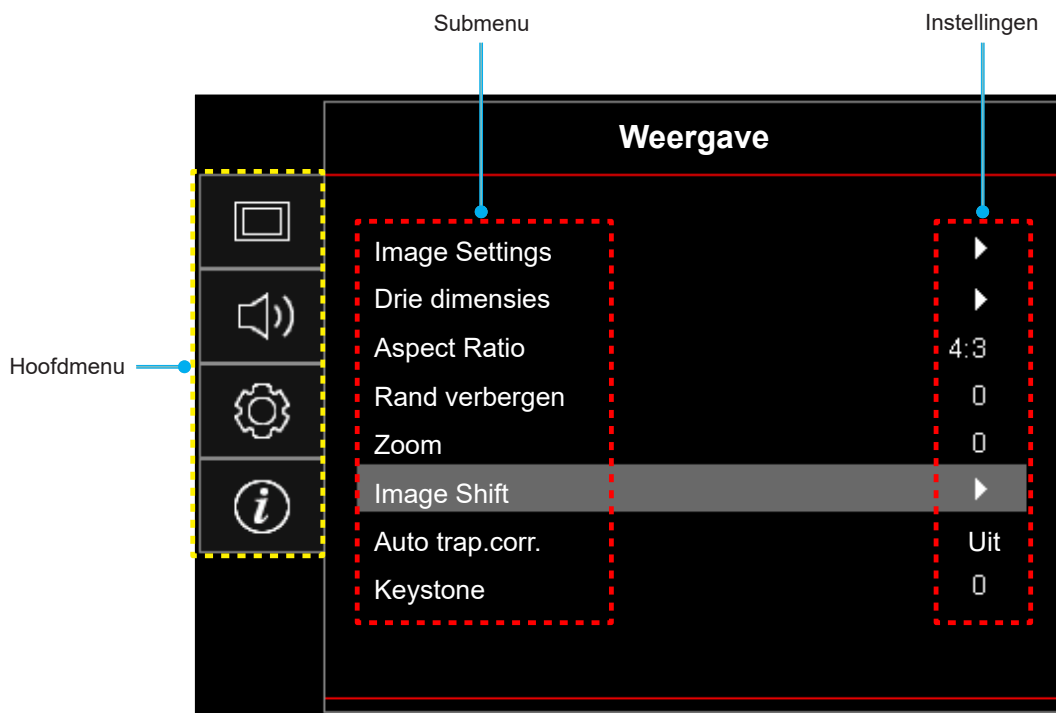 Submenu
Instellingen
Weergave
Hoofdmenu
Image Settings
Drie dimensies
Aspect Ratio 4:3
Rand verbergen 0
Zoom 0
Image Shift
Auto trap.corr. Uit
Keystone 0
i